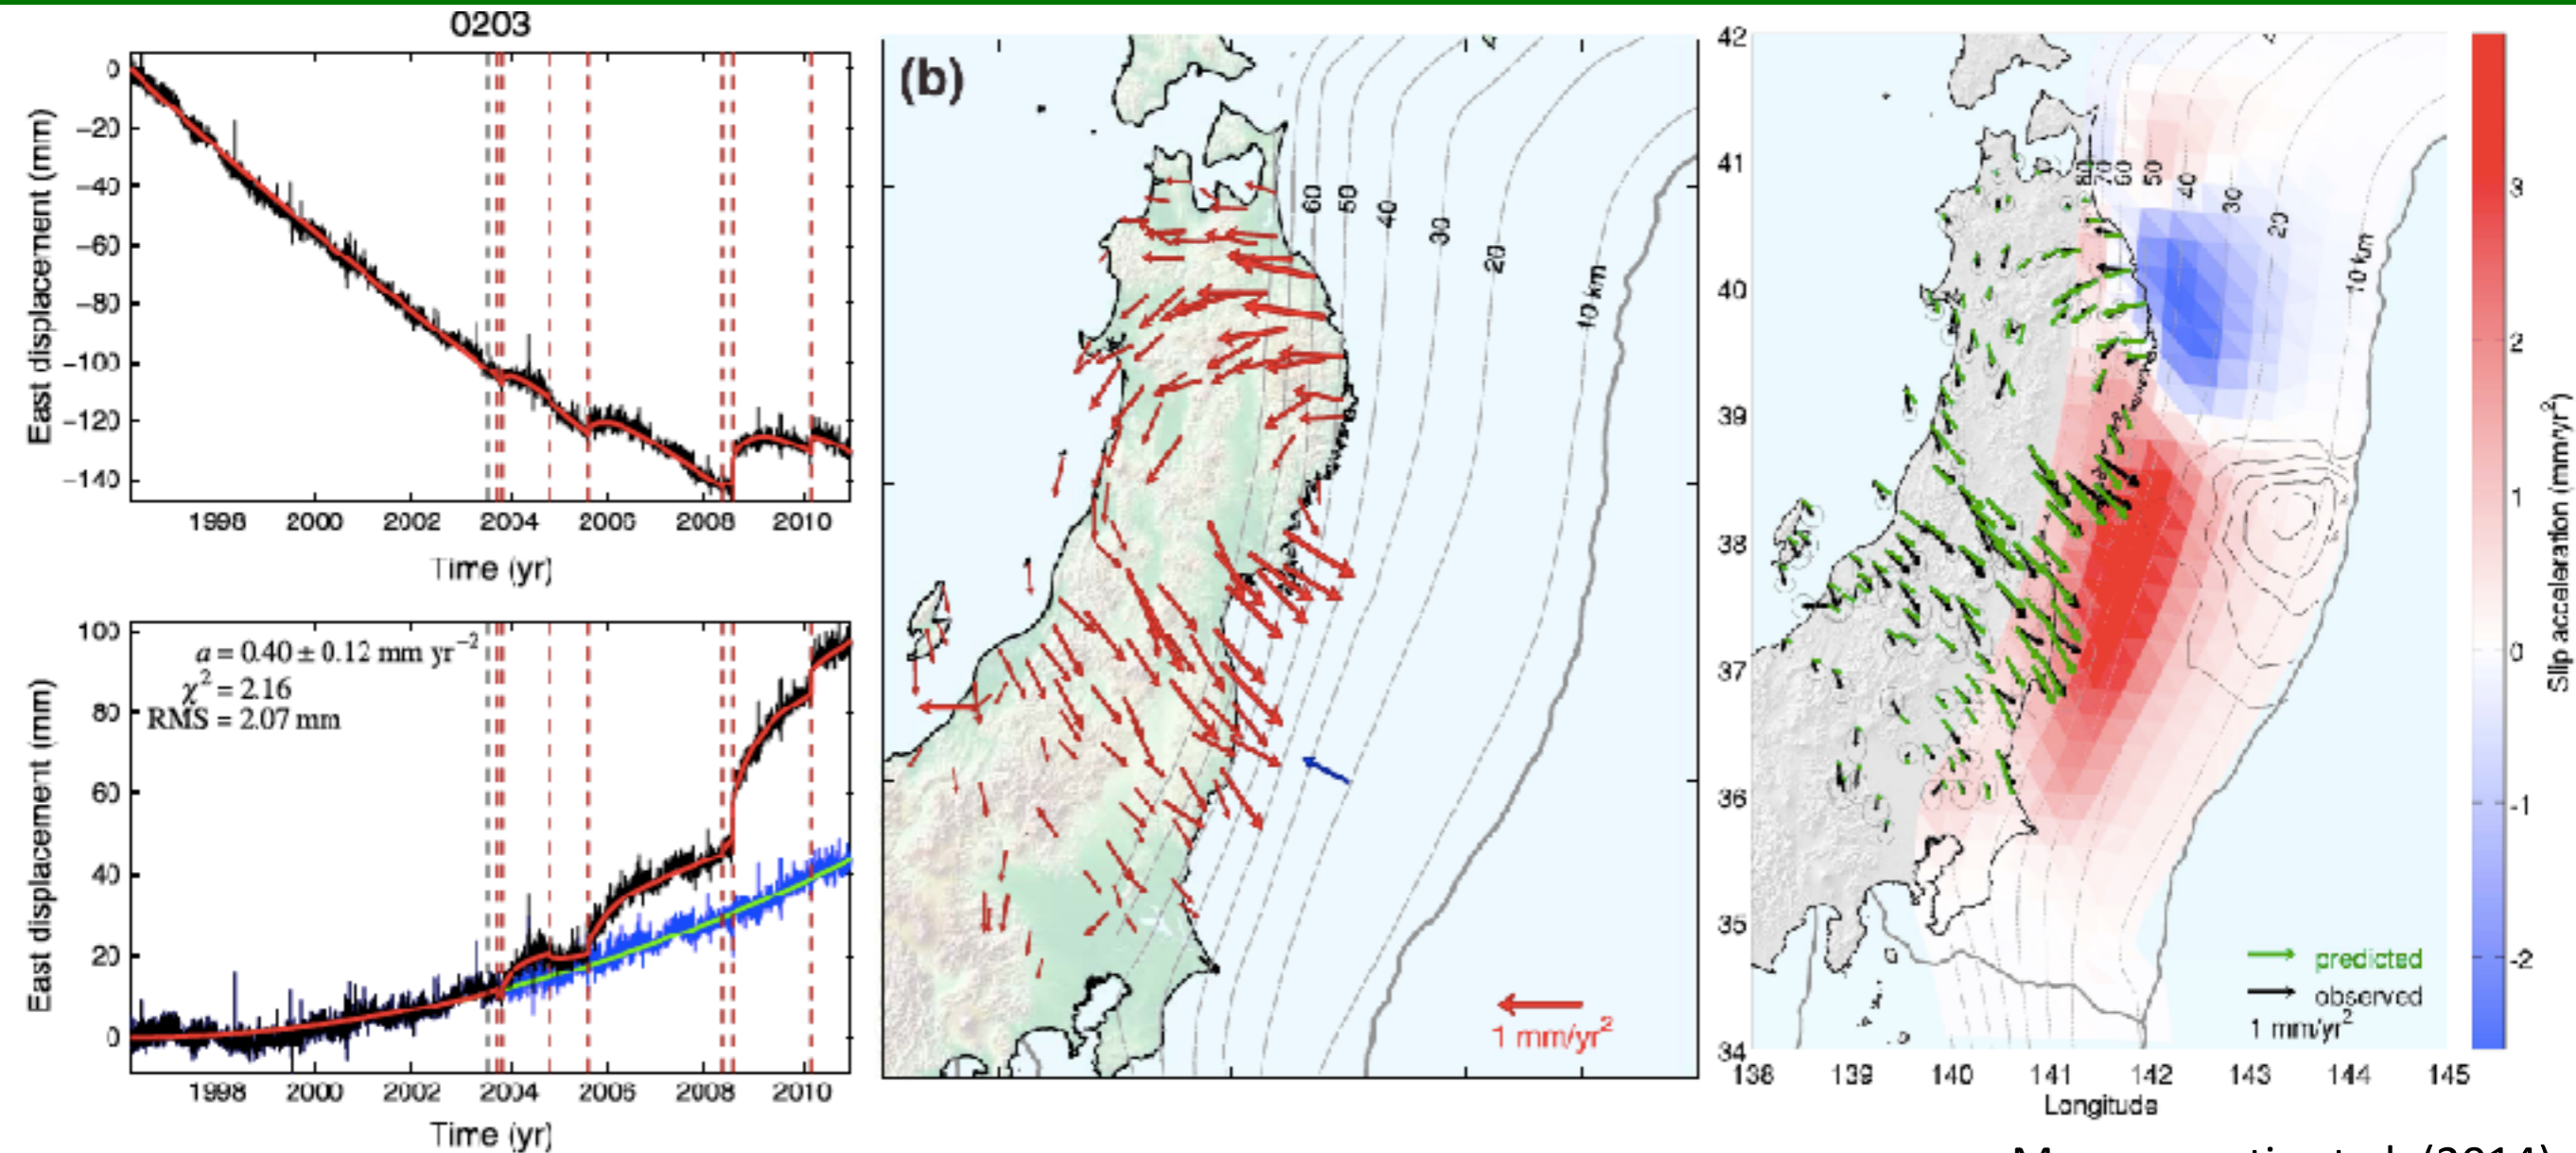 0203
0
−20
−40
−60
−80
−100
−120
−140
East displacement (mm)
1998 2000 2002 2004 2006 2008 2010
Time (yr)
100
80
60
40
20
0
East displacement (mm)
a = 0.40 ± 0.12 mm yr⁻²
χ² = 2.16
RMS = 2.07 mm
1998 2000 2002 2004 2006 2008 2010
Time (yr)
(b)
60 50 40 30 20 10 km
1 mm/yr²
42
41
40
39
38
37
36
35
34
80 70 60 50 40 30 20 10 km
predicted
observed
1 mm/yr²
138 139 140 141 142 143 144 145
Longitude
3
2
1
0
-1
-2
Slip acaleration (mm/yr²)
(2014)